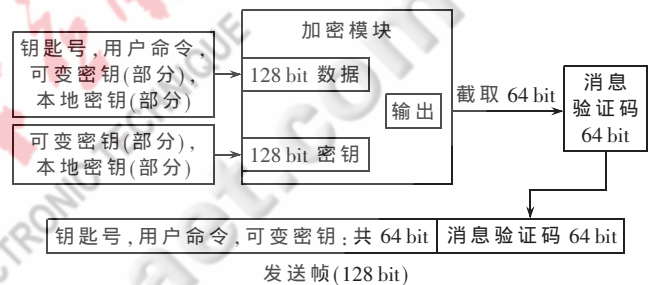 加密模块
钥匙号,用户命令,
可变密钥(部分),
本地密钥(部分)
128 bit 数据
输出
截取 64 bit
消息
验证码
64 bit
可变密钥(部分),
本地密钥(部分)
128 bit 密钥
钥匙号,用户命令,可变密钥:共 64 bit
消息验证码 64 bit
发送帧(128 bit)
aet.com